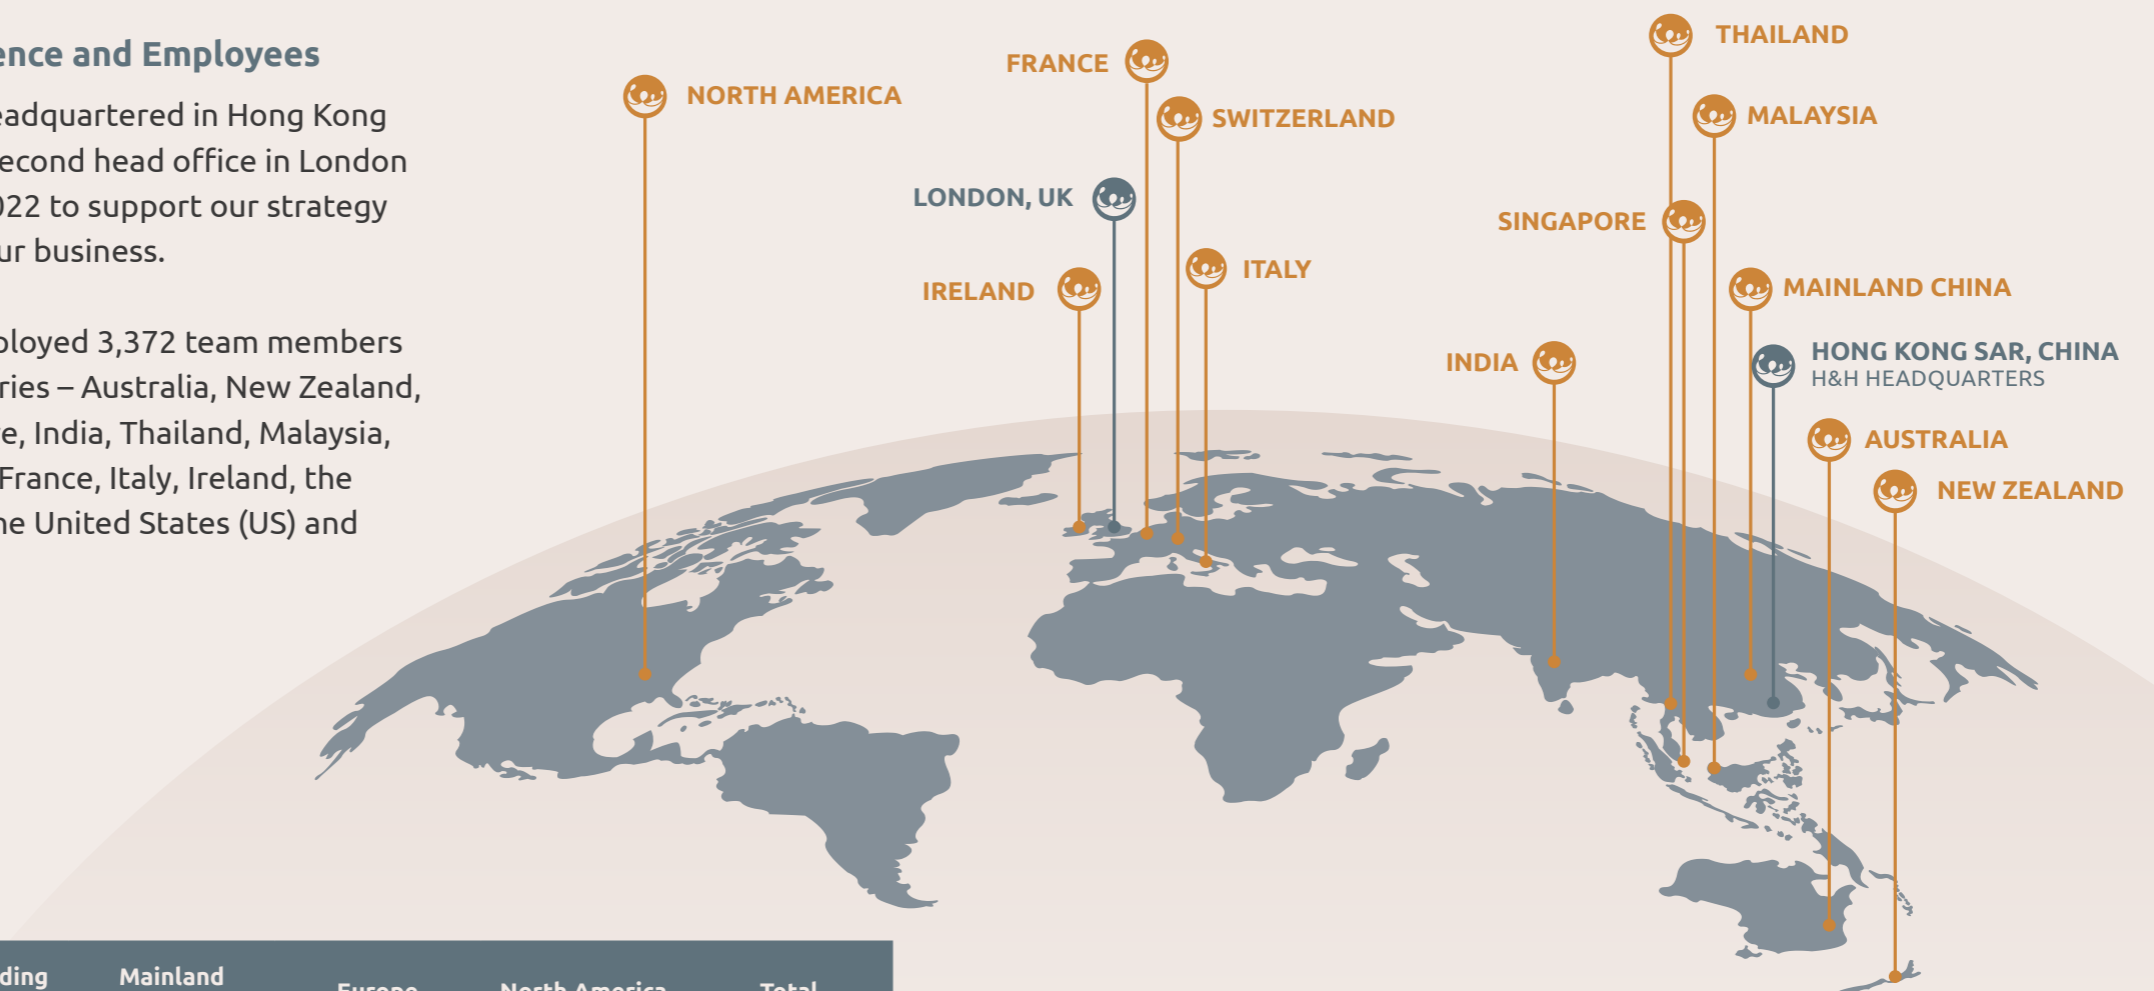 ence and Employees
eadquartered in Hong Kong
econd head office in London
022 to support our strategy
ur business.
ployed 3,372 team members
ries – Australia, New Zealand,
e, India, Thailand, Malaysia,
France, Italy, Ireland, the
ne United States (US) and
NORTH AMERICA
FRANCE
SWITZERLAND
LONDON, UK
IRELAND
ITALY
THAILAND
MALAYSIA
SINGAPORE
MAINLAND CHINA
INDIA
HONG KONG SAR, CHINA
H&H HEADQUARTERS
AUSTRALIA
NEW ZEALAND
ding
Mainland
Europe
North America
Total